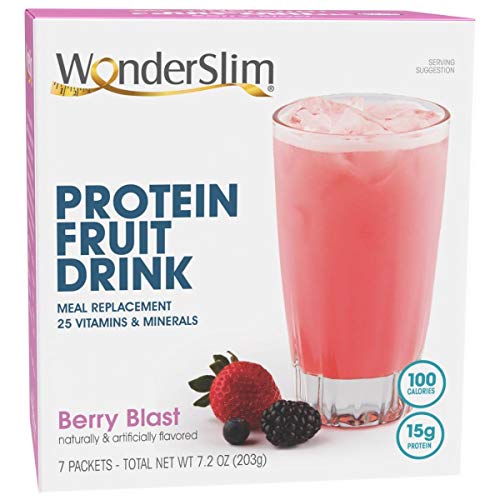 WonderSlim®
SERVING
SUGGESTION
PROTEIN
FRUIT
DRINK
MEAL REPLACEMENT
25 VITAMINS & MINERALS
100
CALORIES
15g
PROTEIN
Berry Blast
naturally & artificially flavored
7 PACKETS - TOTAL NET WT 7.2 OZ (203g)